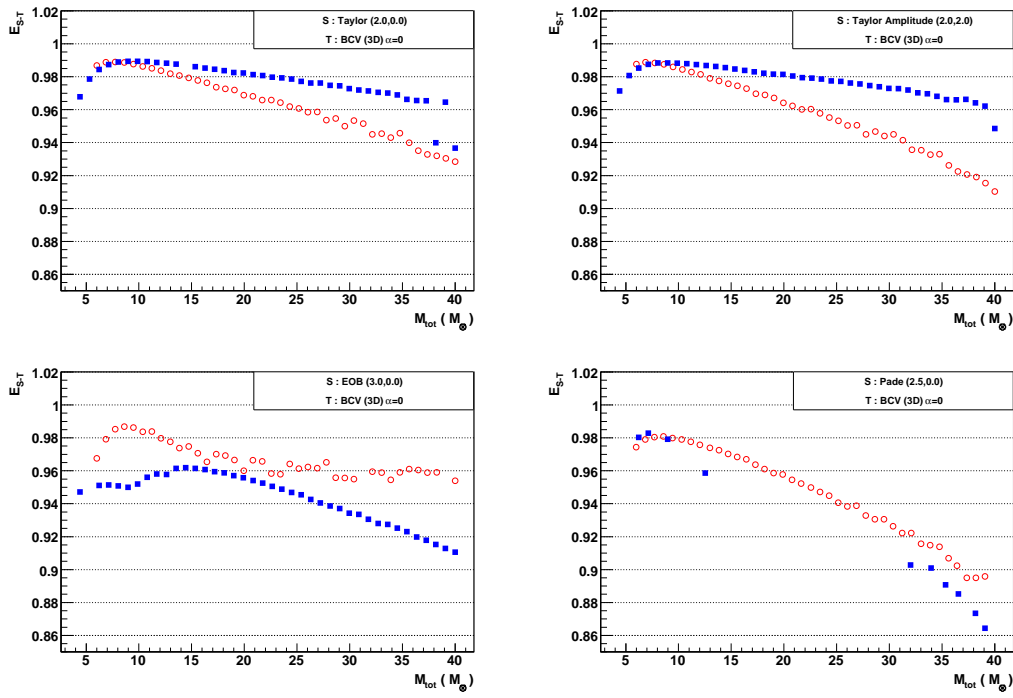 E_S-T
S : Taylor (2.0,0.0)
T : BCV (3D) α=0
1.02
1
0.98
0.96
0.94
0.92
0.9
0.88
0.86
5 10 15 20 25 30 35 40
M_tot ( M_⊗ )
E_S-T
S : Taylor Amplitude (2.0,2.0)
T : BCV (3D) α=0
1.02
1
0.98
0.96
0.94
0.92
0.9
0.88
0.86
5 10 15 20 25 30 35 40
M_tot ( M_⊗ )
E_S-T
S : EOB (3.0,0.0)
T : BCV (3D) α=0
1.02
1
0.98
0.96
0.94
0.92
0.9
0.88
0.86
5 10 15 20 25 30 35 40
M_tot ( M_⊗ )
E_S-T
S : Pade (2.5,0.0)
T : BCV (3D) α=0
1.02
1
0.98
0.96
0.94
0.92
0.9
0.88
0.86
5 10 15 20 25 30 35 40
M_tot ( M_⊗ )